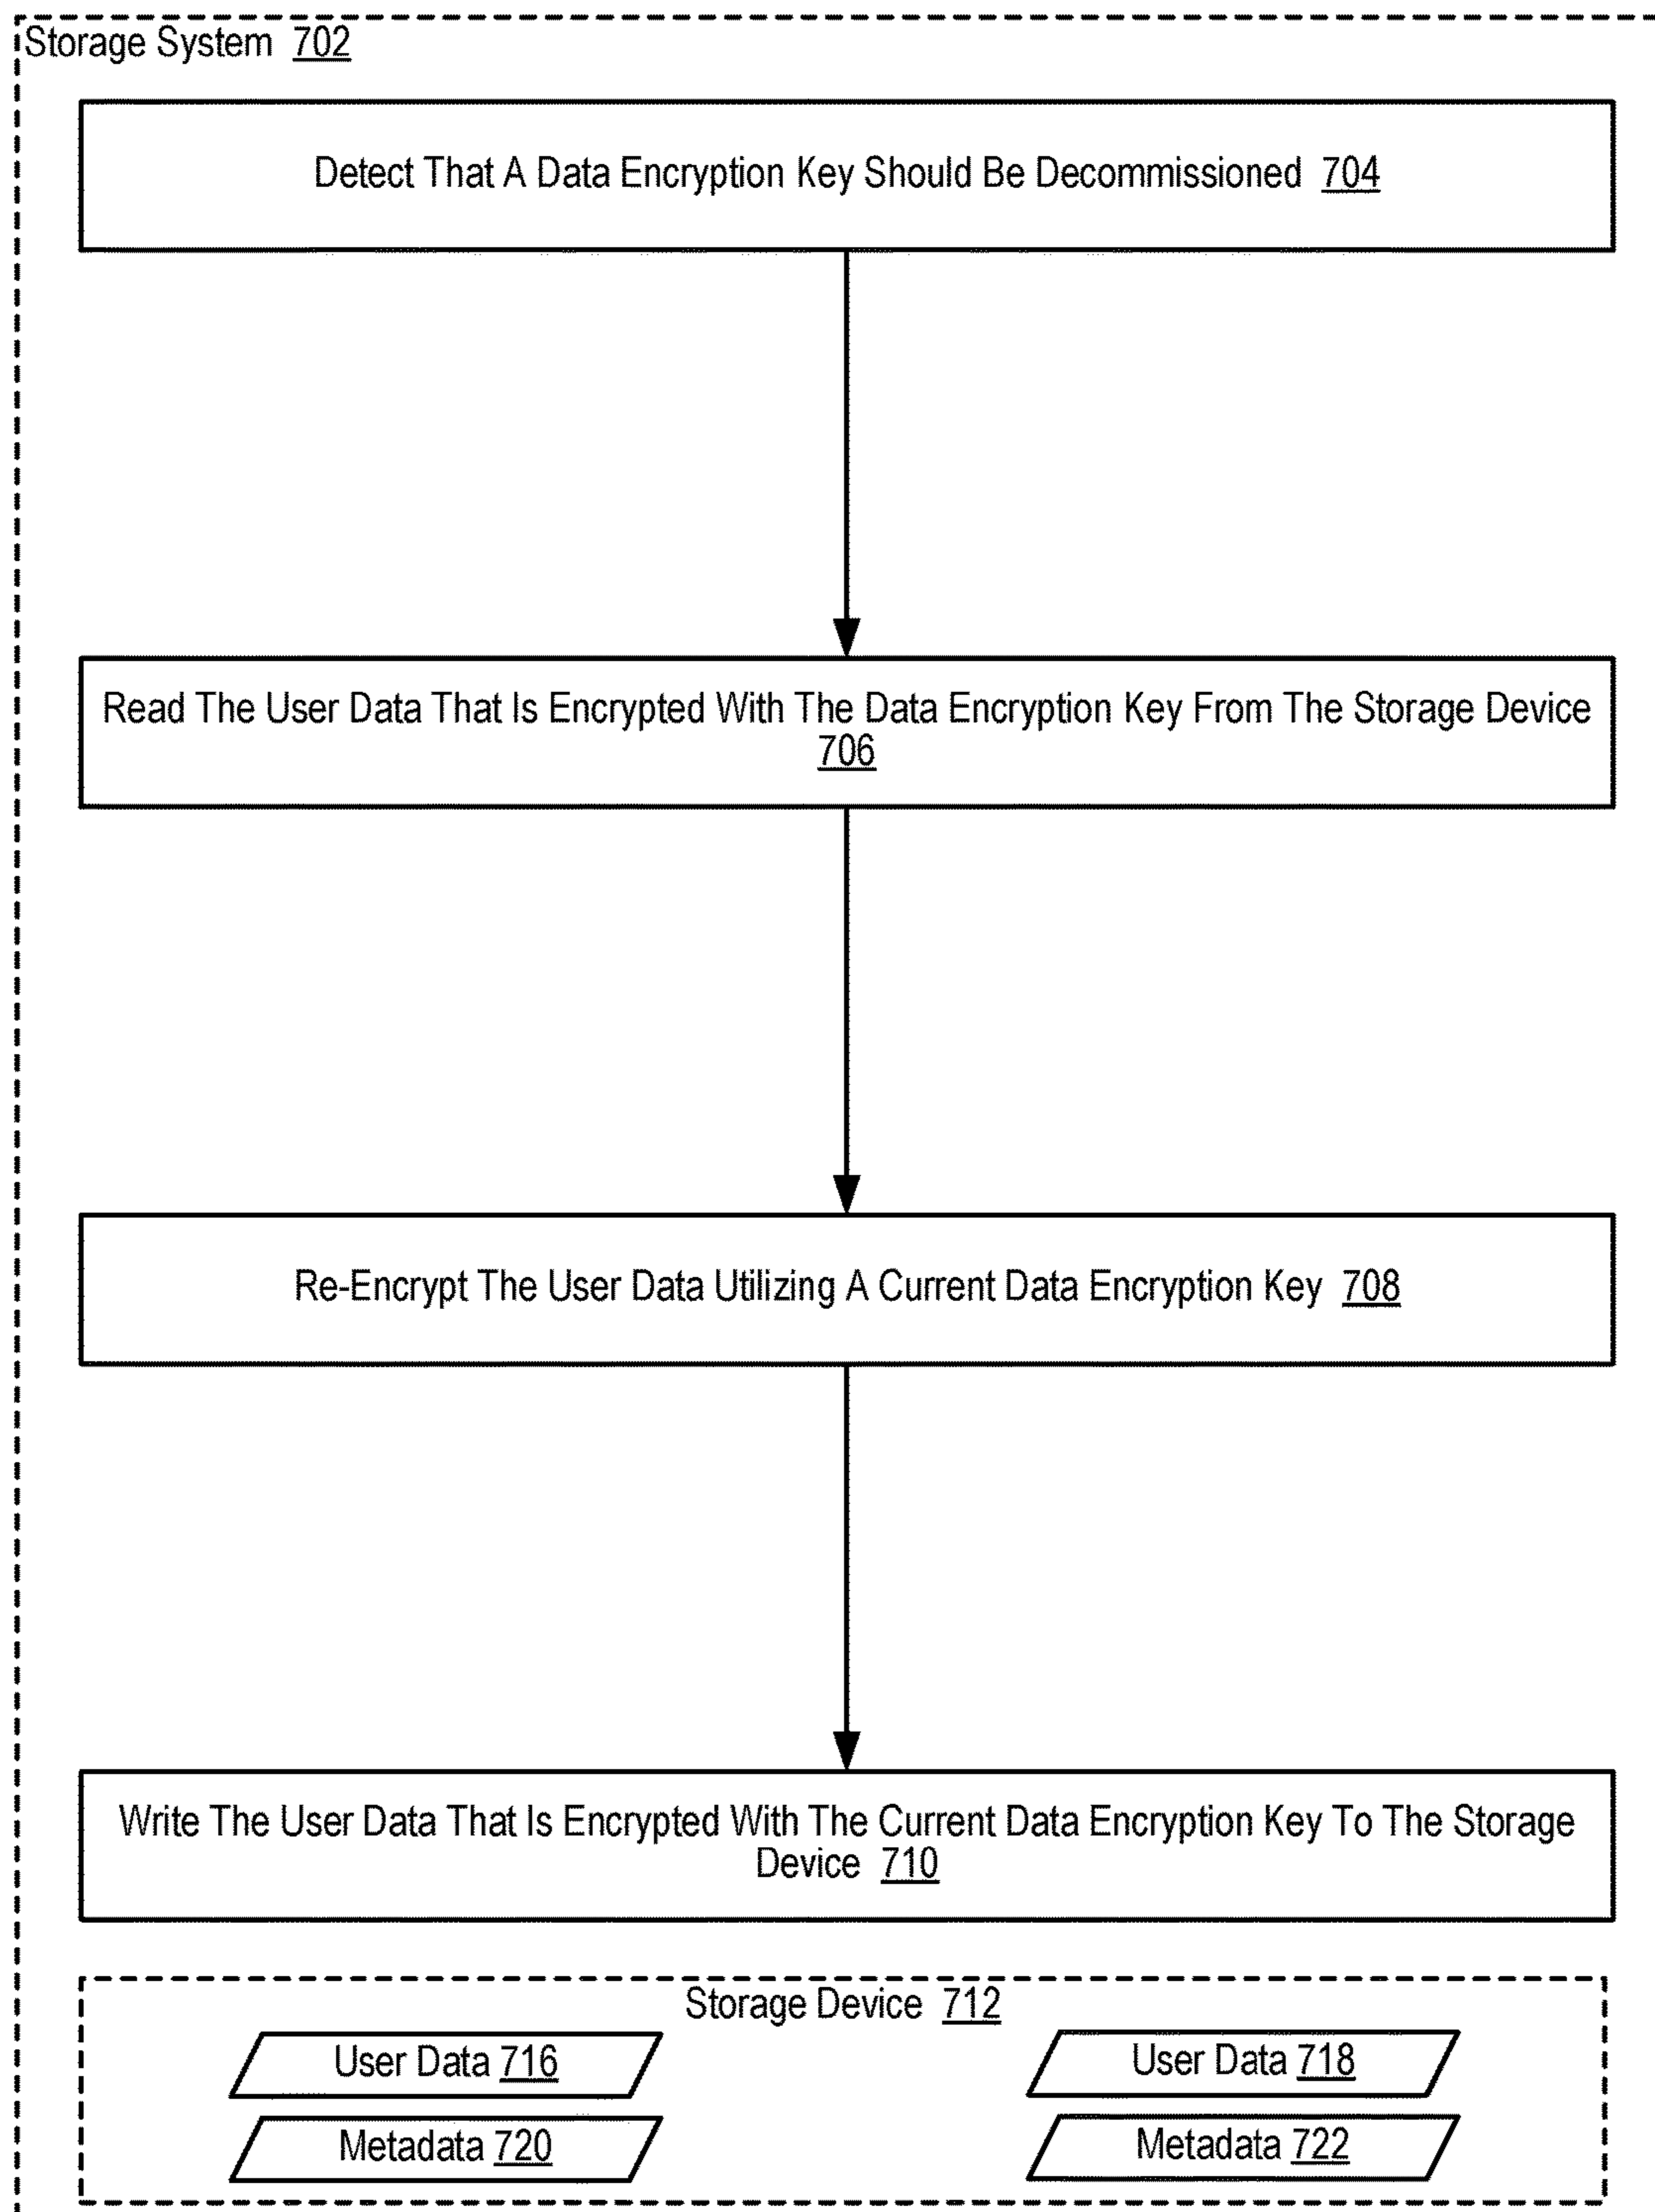 Storage System 702
Detect That A Data Encryption Key Should Be Decommissioned 704
Read The User Data That Is Encrypted With The Data Encryption Key From The Storage Device
706
Re-Encrypt The User Data Utilizing A Current Data Encryption Key 708
Write The User Data That Is Encrypted With The Current Data Encryption Key To The Storage
Device 710
Storage Device 712
User Data 716
User Data 718
Metadata 720
Metadata 722